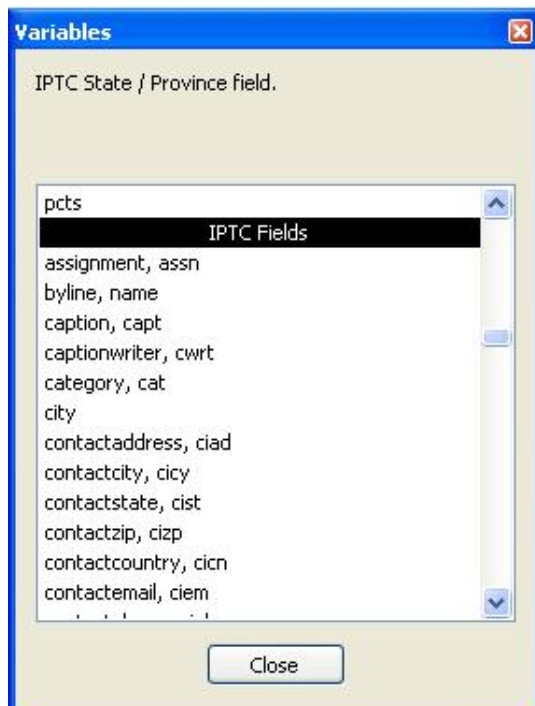 Variables
IPTC State / Province field.
pcts
IPTC Fields
assignment, assn
byline, name
caption, capt
captionwriter, cwrt
category, cat
city
contactaddress, ciad
contactcity, cicy
contactstate, cist
contactzip, cizp
contactcountry, cicn
contactemail, ciem
Close